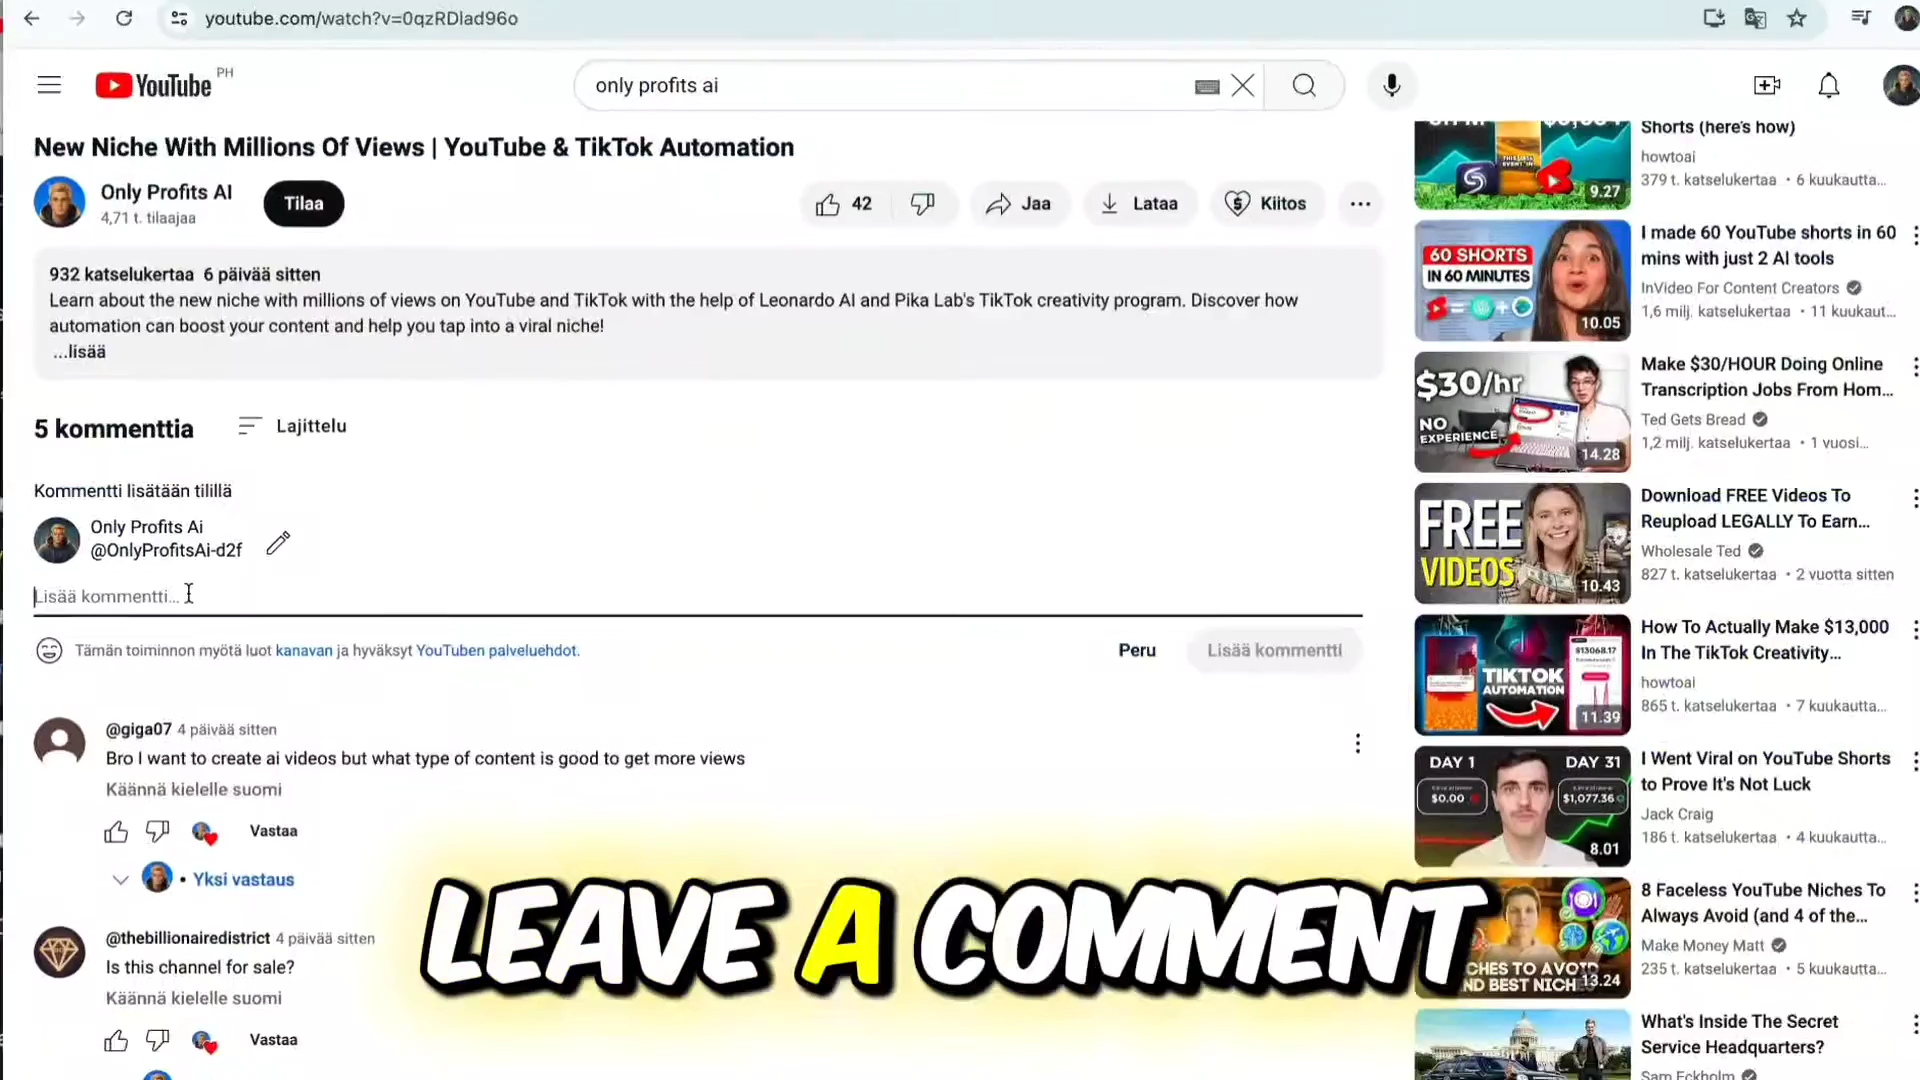 youtube.com/watch?v=0qzRDlad96o
YouTube PH
only profits ai
New Niche With Millions Of Views | YouTube & TikTok Automation
Only Profits AI
4,71 t. tilaajaa
Tilaa
42
Jaa
Lataa
Kiitos
932 katselukertaa 6 päivää sitten
Learn about the new niche with millions of views on YouTube and TikTok with the help of Leonardo AI and Pika Lab's TikTok creativity program. Discover how
automation can boost your content and help you tap into a viral niche!
...lisää
5 kommenttia
Lajittelu
Kommentti lisätään tilillä
Only Profits Ai
@OnlyProfitsAi-d2f
Lisää kommentti...
Tämän toiminnon myötä luot kanavan ja hyväksyt YouTuben palveluehdot.
Peru
Lisää kommentti
@giga07 4 päivää sitten
Bro I want to create ai videos but what type of content is good to get more views
Käännä kielelle suomi
Vastaa
• Yksi vastaus
@thebillionairedistrict 4 päivää sitten
Is this channel for sale?
Käännä kielelle suomi
Vastaa
LEAVE A COMMENT
Shorts (here's how)
howtoai
379 t. katselukertaa • 6 kuukautta...
9.27
60 SHORTS
IN 60 MINUTES
10.05
I made 60 YouTube shorts in 60
mins with just 2 AI tools
InVideo For Content Creators
1,6 milj. katselukertaa • 11 kuukaut...
$30/hr
NO
EXPERIENCE
14.28
Make $30/HOUR Doing Online
Transcription Jobs From Hom...
Ted Gets Bread
1,2 milj. katselukertaa • 1 vuosi...
FREE
VIDEOS
10.43
Download FREE Videos To
Reupload LEGALLY To Earn...
Wholesale Ted
827 t. katselukertaa • 2 vuotta sitten
$13068.17
TIKTOK
AUTOMATION
11.39
How To Actually Make $13,000
In The TikTok Creativity...
howtoai
865 t. katselukertaa • 7 kuukautta...
DAY 1
DAY 31
$0.00
$1,077.36
8.01
I Went Viral on YouTube Shorts
to Prove It's Not Luck
Jack Craig
186 t. katselukertaa • 4 kuukautta...
CHES TO AVOID
ND BEST NICH
13.24
8 Faceless YouTube Niches To
Always Avoid (and 4 of the...
Make Money Matt
235 t. katselukertaa • 5 kuukautta...
What's Inside The Secret
Service Headquarters?
Sam Eckholm